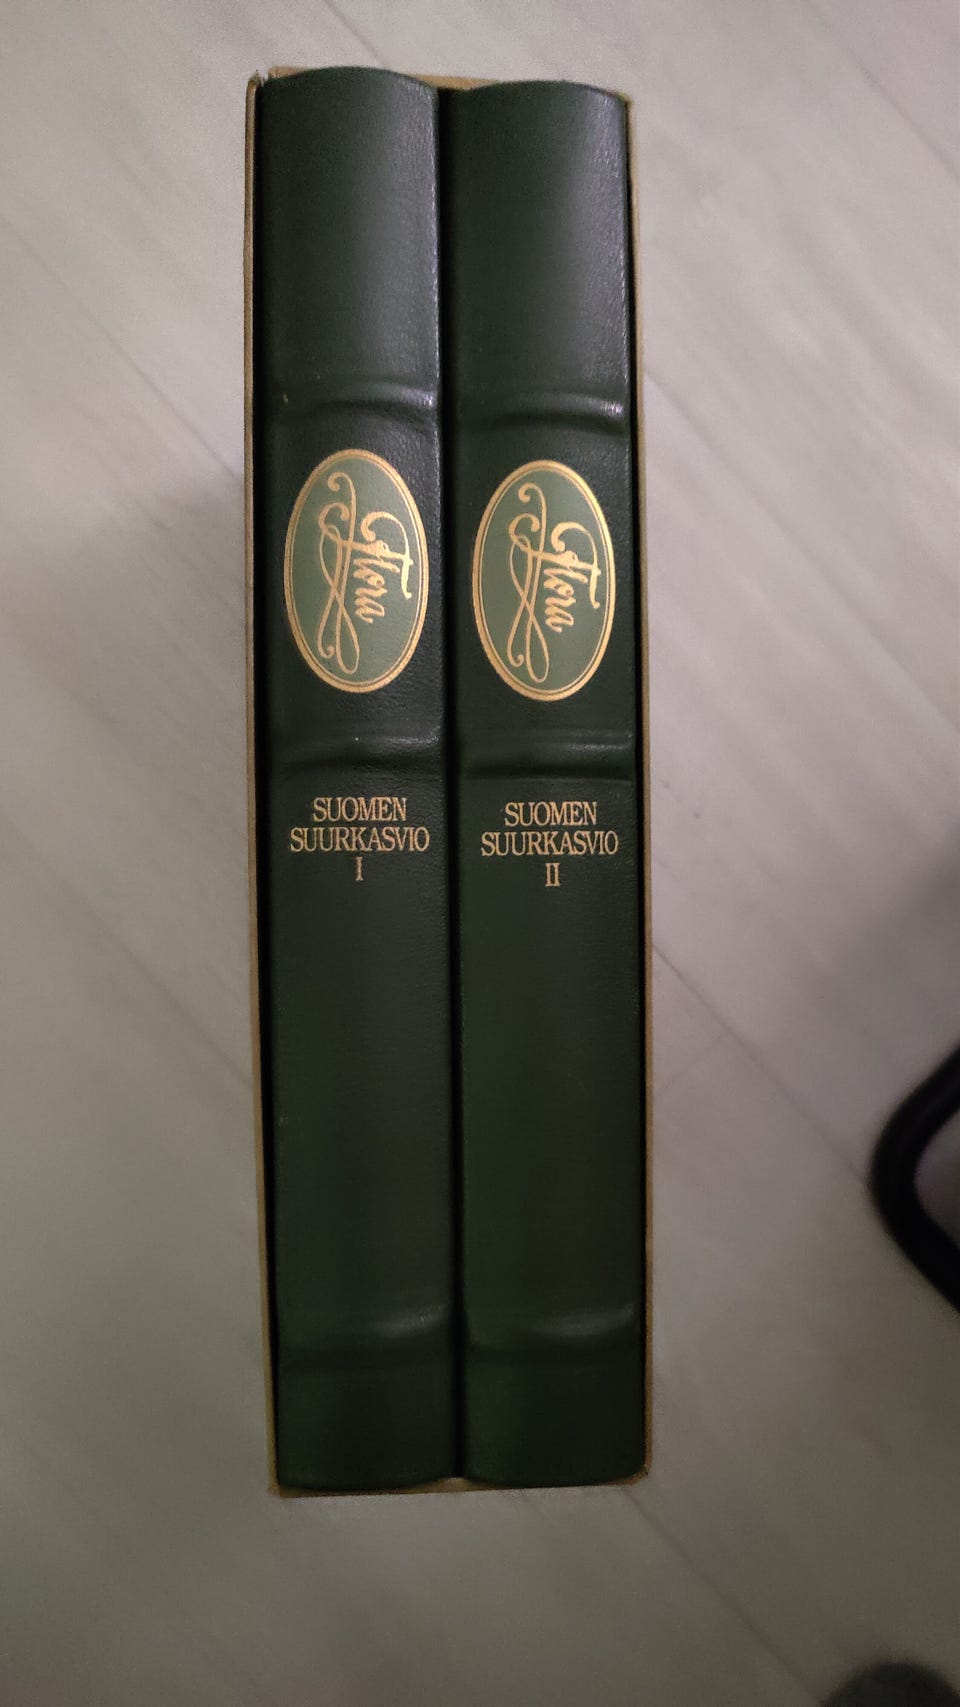 Flora
SUOMEN
SUURKASVIO
I
Flora
SUOMEN
SUURKASVIO
II